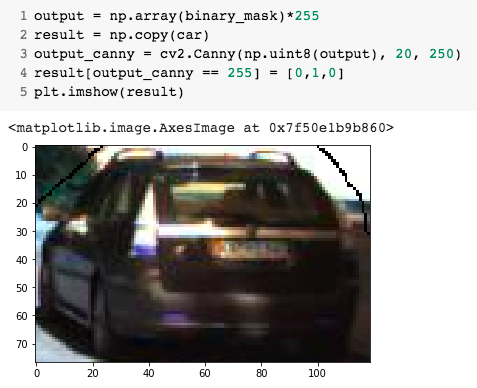 1 output = np.array(binary_mask)*255
2 result = np.copy(car)
3 output_canny = cv2.Canny(np.uint8(output), 20, 250)
4 result[output_canny == 255] = [0,1,0]
5 plt.imshow(result)
<matplotlib.image.AxesImage at 0x7f50e1b9b860>
0
10
20
30
40
50
60
70
0 20 40 60 80 100